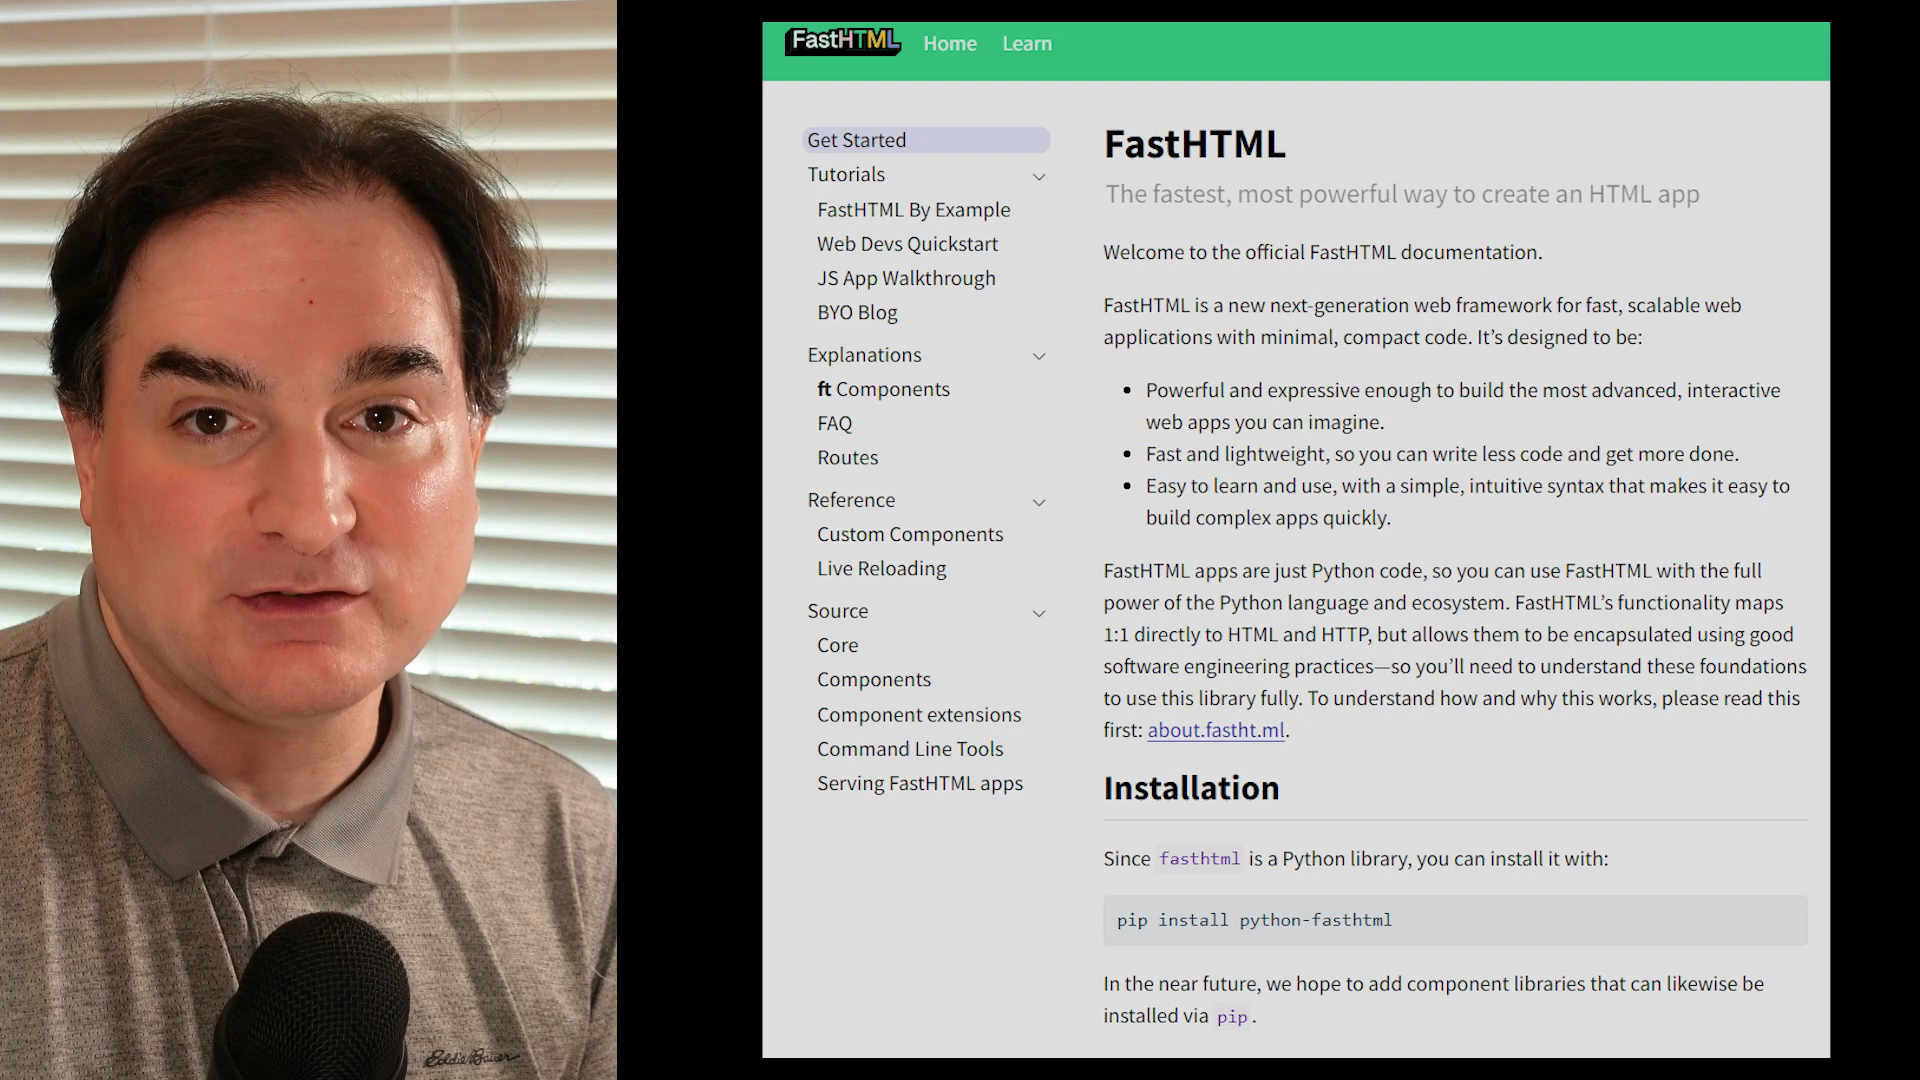 FastHTML Home Learn
Get Started
Tutorials
FastHTML By Example
Web Devs Quickstart
JS App Walkthrough
BYO Blog
Explanations
ft Components
FAQ
Routes
Reference
Custom Components
Live Reloading
Source
Core
Components
Component extensions
Command Line Tools
Serving FastHTML apps
FastHTML
The fastest, most powerful way to create an HTML app
Welcome to the official FastHTML documentation.
FastHTML is a new next-generation web framework for fast, scalable web
applications with minimal, compact code. It’s designed to be:
• Powerful and expressive enough to build the most advanced, interactive
web apps you can imagine.
• Fast and lightweight, so you can write less code and get more done.
• Easy to learn and use, with a simple, intuitive syntax that makes it easy to
build complex apps quickly.
FastHTML apps are just Python code, so you can use FastHTML with the full
power of the Python language and ecosystem. FastHTML’s functionality maps
1:1 directly to HTML and HTTP, but allows them to be encapsulated using good
software engineering practices—so you’ll need to understand these foundations
to use this library fully. To understand how and why this works, please read this
first: about.fastht.ml.
Installation
Since fasthtml is a Python library, you can install it with:
pip install python-fasthtml
In the near future, we hope to add component libraries that can likewise be
installed via pip.
Eddie Bauer